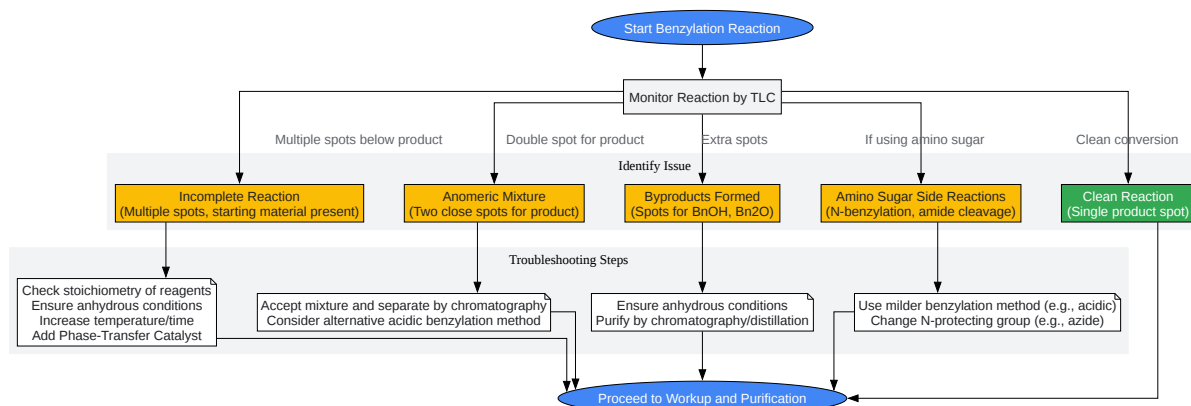 Start Benzylation Reaction
Monitor Reaction by TLC
Multiple spots below product
Double spot for product
Extra spots
If using amino sugar
Clean conversion
Identify Issue
Incomplete Reaction
(Multiple spots, starting material present)
Anomeric Mixture
(Two close spots for product)
Byproducts Formed
(Spots for BnOH, Bn2O)
Amino Sugar Side Reactions
(N-benzylation, amide cleavage)
Clean Reaction
(Single product spot)
Troubleshooting Steps
Check stoichiometry of reagents
Ensure anhydrous conditions
Increase temperature/time
Add Phase-Transfer Catalyst
Accept mixture and separate by chromatography
Consider alternative acidic benzylation method
Ensure anhydrous conditions
Purify by chromatography/distillation
Use milder benzylation method (e.g., acidic)
Change N-protecting group (e.g., azide)
Proceed to Workup and Purification